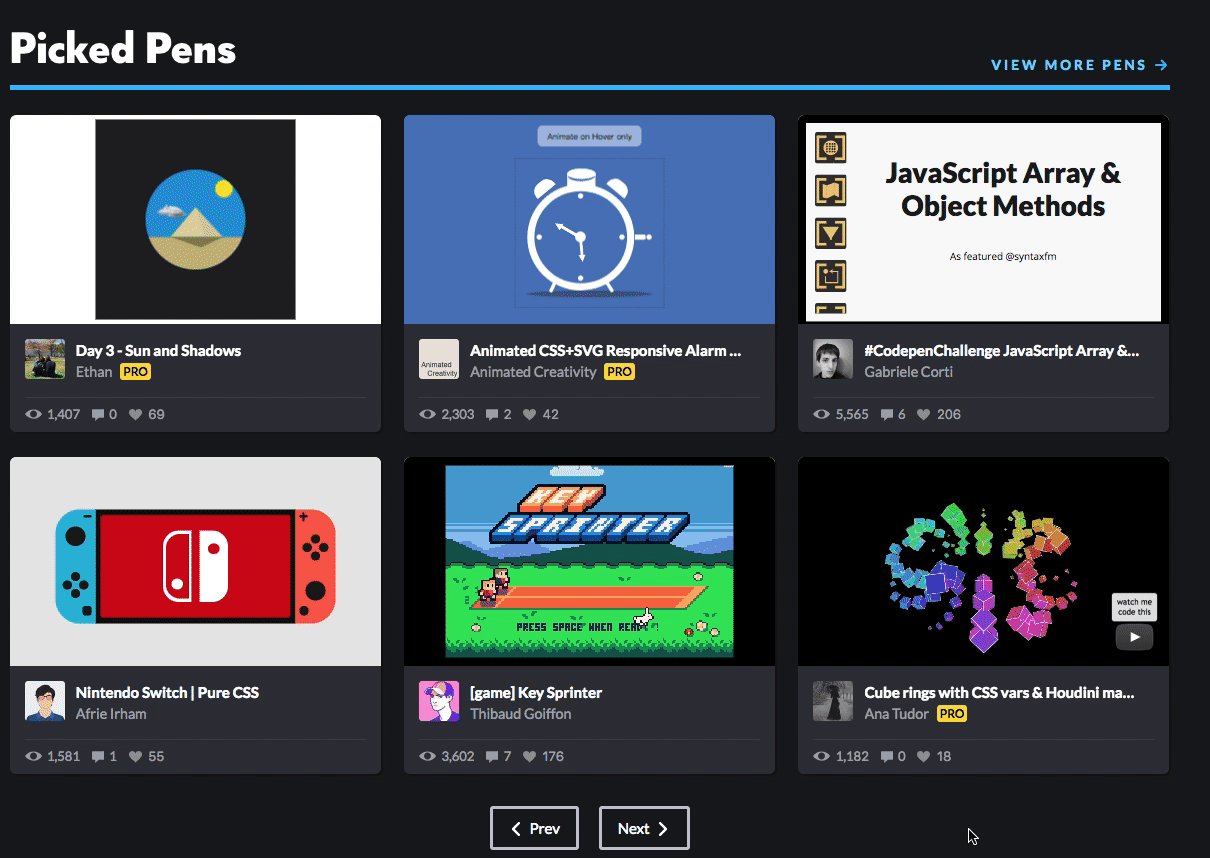 Picked Pens
VIEW MORE PENS
Animate on Hover only
JavaScript Array &
Object Methods
As featured @syntaxfm
Day 3 - Sun and Shadows
Ethan PRO
1,407 0 69
Animated
Creativity
Animated CSS+SVG Responsive Alarm ...
Animated Creativity PRO
2,303 2 42
#CodepenChallenge JavaScript Array &...
Gabriele Corti
5,565 6 206
KEY
SPRINTER
PRESS SPACE WHEN READY
watch me
code this
Nintendo Switch | Pure CSS
Afrie Irham
1,581 1 55
[game] Key Sprinter
Thibaud Goiffon
3,602 7 176
Cube rings with CSS vars & Houdini ma...
Ana Tudor PRO
1,182 0 18
Prev
Next